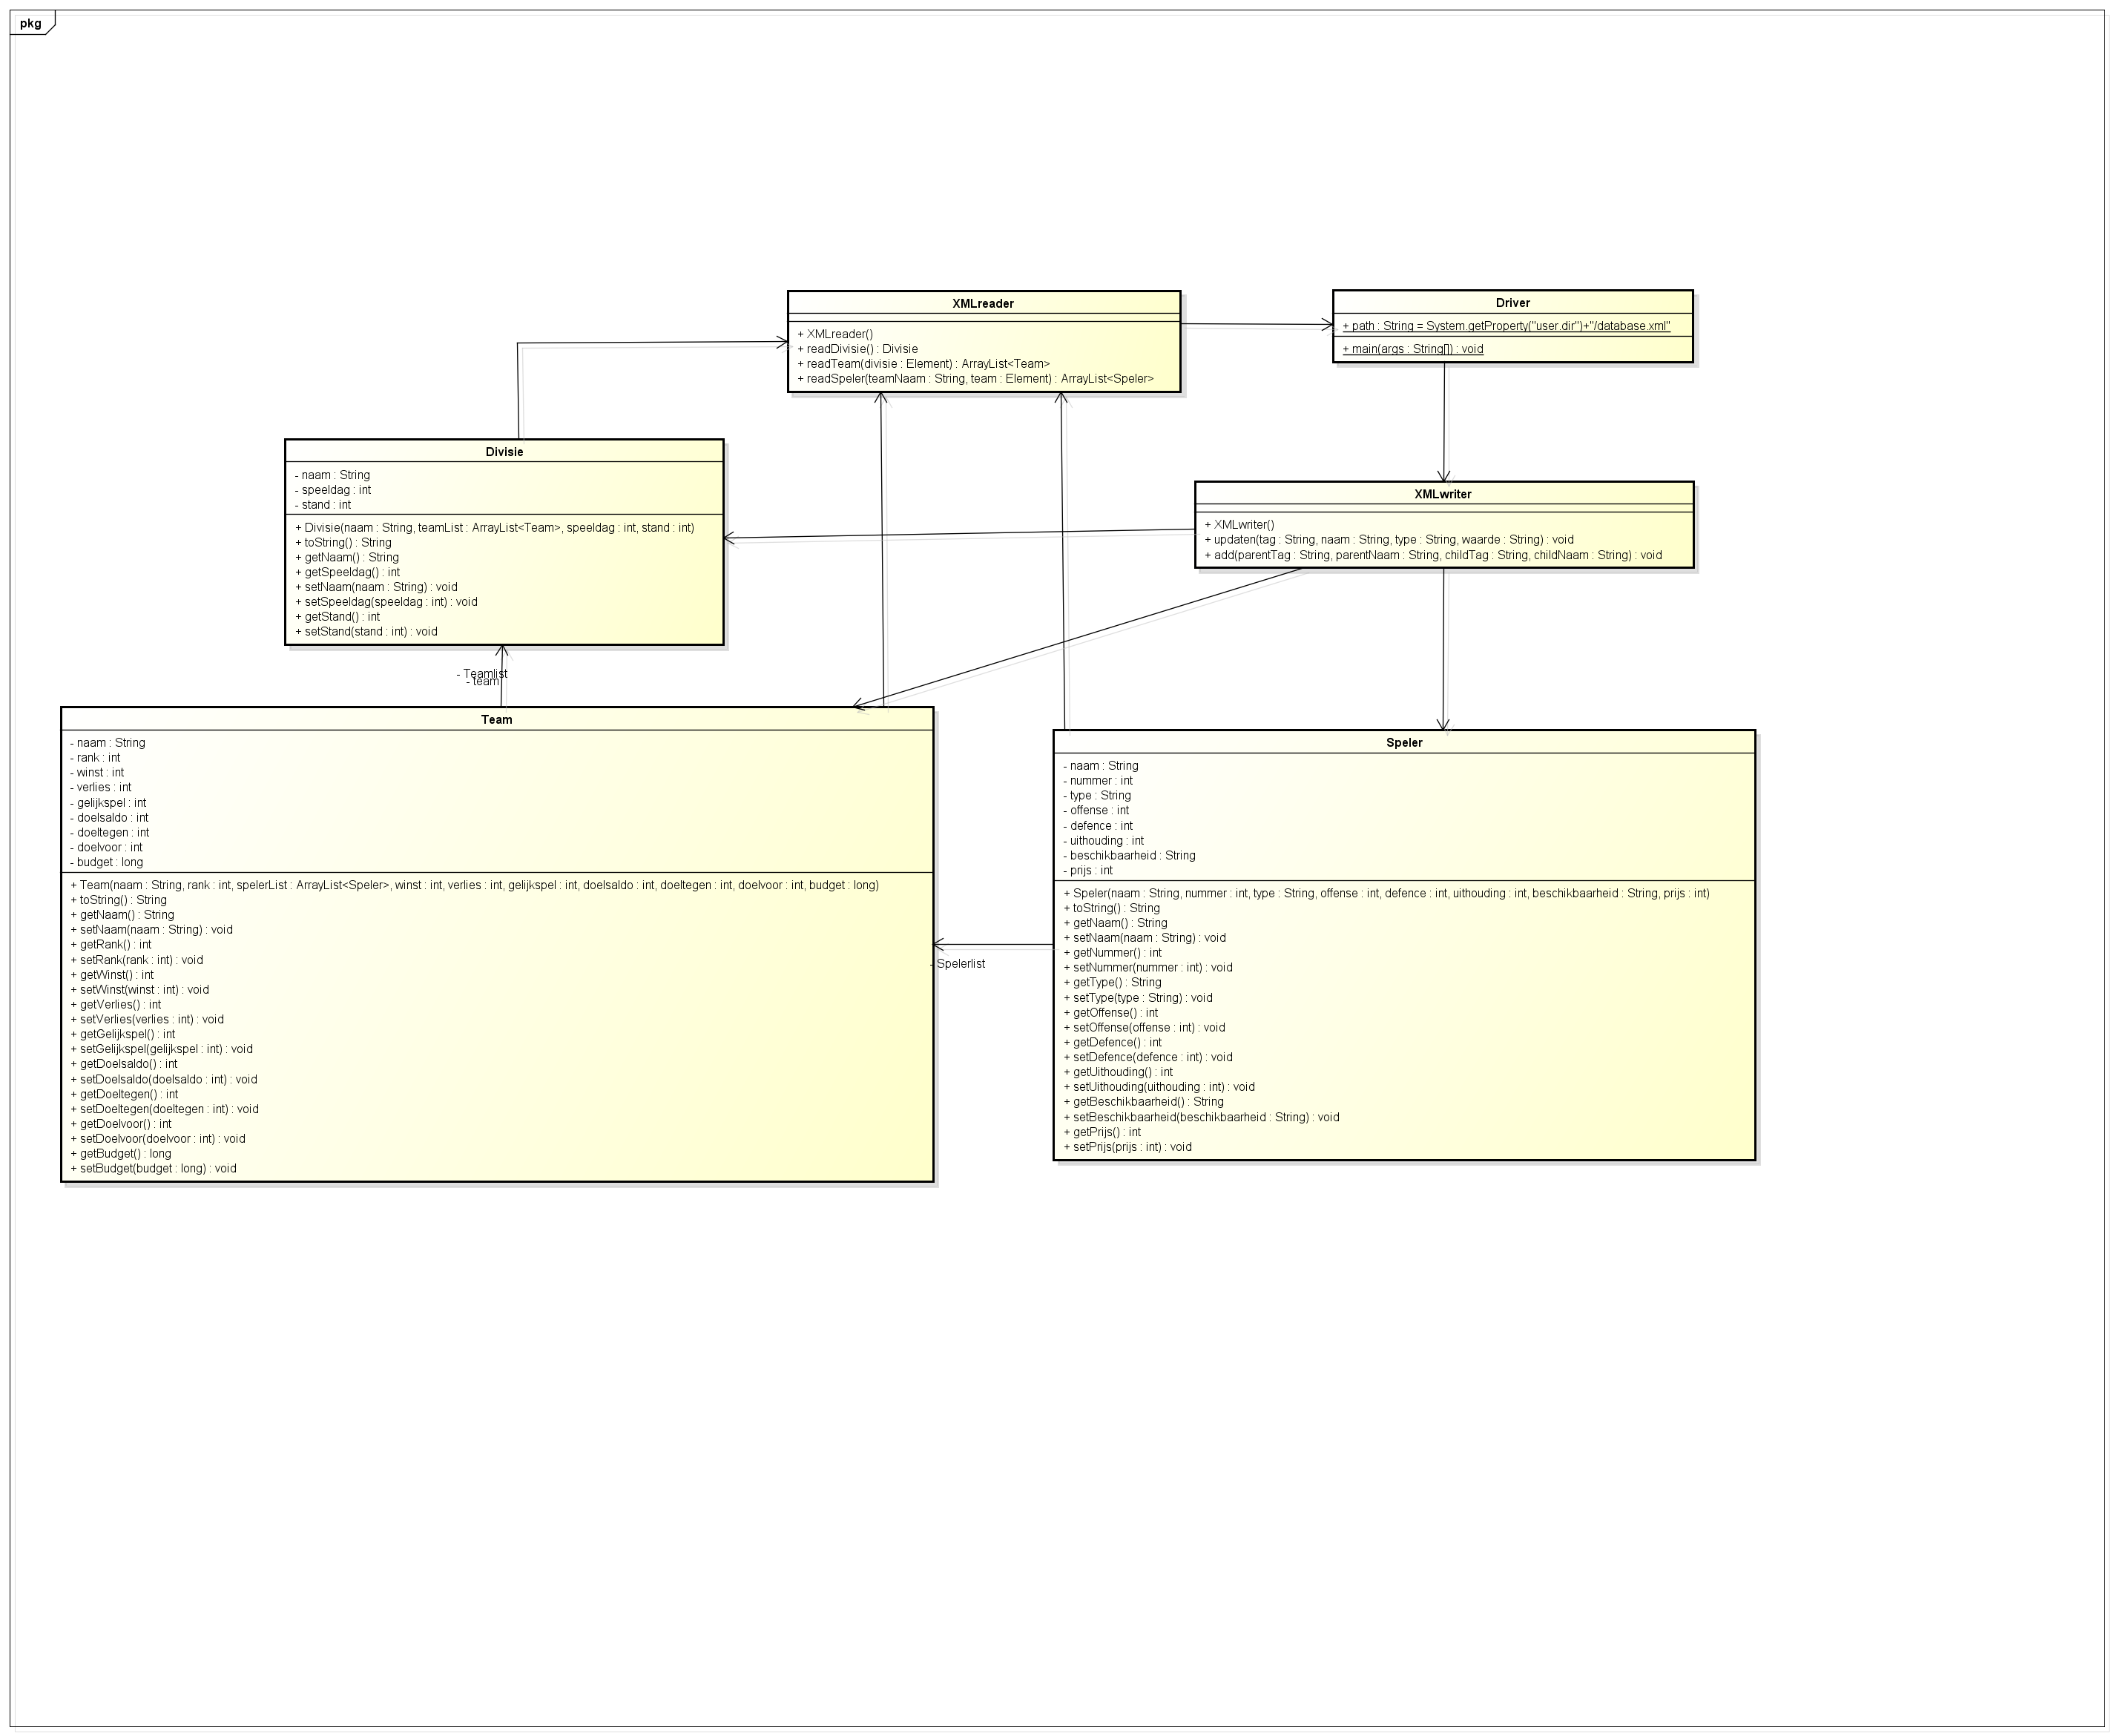 pkg
XMLreader
+ XMLreader()
+ readDivisie() : Divisie
+ readTeam(divisie : Element) : ArrayList<Team>
+ readSpeler(teamNaam : String, team : Element) : ArrayList<Speler>
Driver
+ path : String = System.getProperty("user.dir")+"/database.xml"
+ main(args : String[]) : void
Divisie
- naam : String
- speeldag : int
- stand : int
+ Divisie(naam : String, teamList : ArrayList<Team>, speeldag : int, stand : int)
+ toString() : String
+ getNaam() : String
+ getSpeeldag() : int
+ setNaam(naam : String) : void
+ setSpeeldag(speeldag : int) : void
+ getStand() : int
+ setStand(stand : int) : void
XMLwriter
+ XMLwriter()
+ updaten(tag : String, naam : String, type : String, waarde : String) : void
+ add(parentTag : String, parentNaam : String, childTag : String, childNaam : String) : void
- Teamlist
- team
Team
- naam : String
- rank : int
- winst : int
- verlies : int
- gelijkspel : int
- doelsaldo : int
- doeltegen : int
- doelvoor : int
- budget : long
+ Team(naam : String, rank : int, spelerList : ArrayList<Speler>, winst : int, verlies : int, gelijkspel : int, doelsaldo : int, doeltegen : int, doelvoor : int, budget : long)
+ toString() : String
+ getNaam() : String
+ setNaam(naam : String) : void
+ getRank() : int
+ setRank(rank : int) : void
+ getWinst() : int
+ setWinst(winst : int) : void
+ getVerlies() : int
+ setVerlies(verlies : int) : void
+ getGelijkspel() : int
+ setGelijkspel(gelijkspel : int) : void
+ getDoelsaldo() : int
+ setDoelsaldo(doelsaldo : int) : void
+ getDoeltegen() : int
+ setDoeltegen(doeltegen : int) : void
+ getDoelvoor() : int
+ setDoelvoor(doelvoor : int) : void
+ getBudget() : long
+ setBudget(budget : long) : void
- Spelerlist
Speler
- naam : String
- nummer : int
- type : String
- offense : int
- defence : int
- uithouding : int
- beschikbaarheid : String
- prijs : int
+ Speler(naam : String, nummer : int, type : String, offense : int, defence : int, uithouding : int, beschikbaarheid : String, prijs : int)
+ toString() : String
+ getNaam() : String
+ setNaam(naam : String) : void
+ getNummer() : int
+ setNummer(nummer : int) : void
+ getType() : String
+ setType(type : String) : void
+ getOffense() : int
+ setOffense(offense : int) : void
+ getDefence() : int
+ setDefence(defence : int) : void
+ getUithouding() : int
+ setUithouding(uithouding : int) : void
+ getBeschikbaarheid() : String
+ setBeschikbaarheid(beschikbaarheid : String) : void
+ getPrijs() : int
+ setPrijs(prijs : int) : void